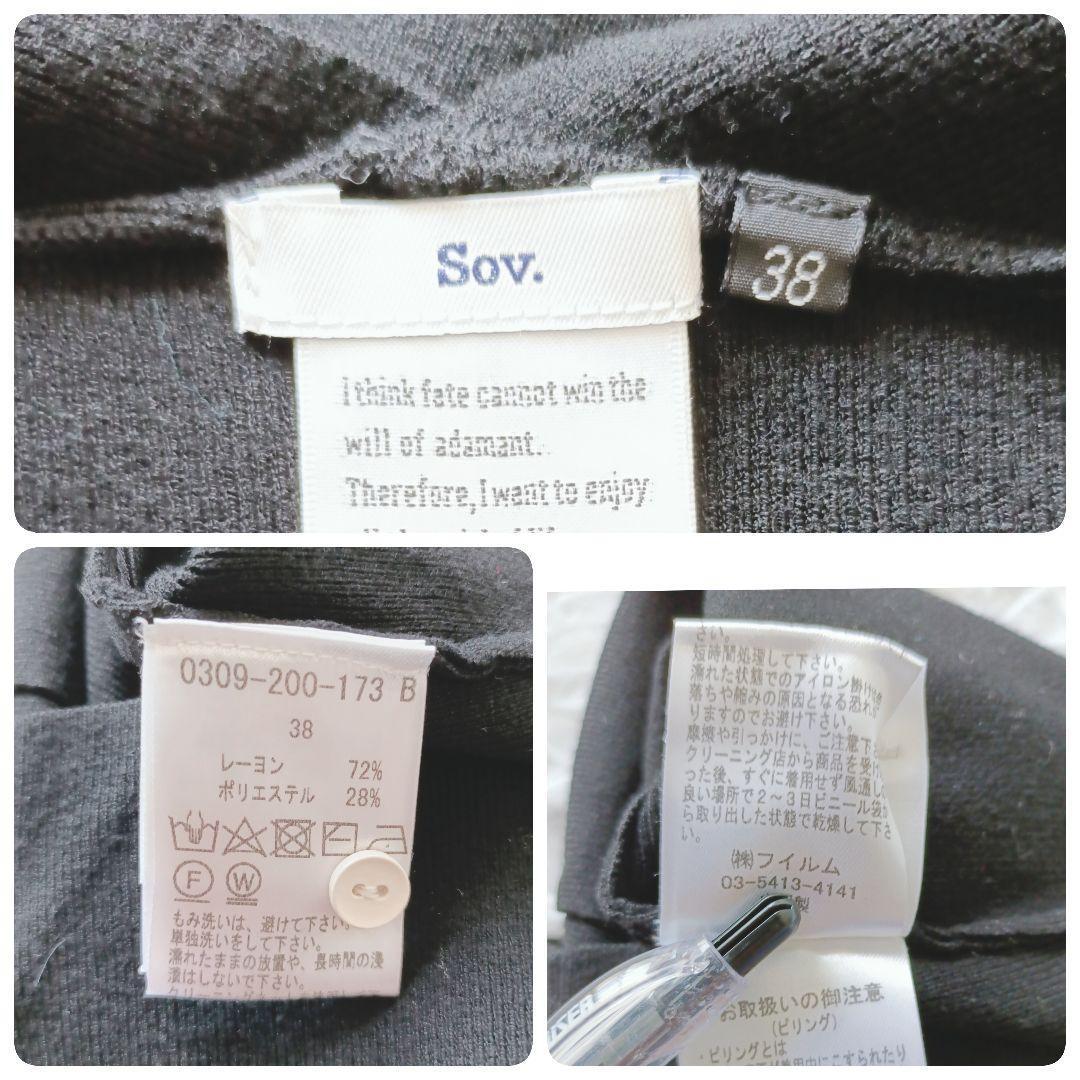 Sov.
38
I think fate cannot win the
will of adamant.
Therefore, I want to enjoy
0309-200-173 B
38
レーヨン 72%
ポリエステル 28%
F W
もみ洗いは、避けて下さい。
単独洗いをして下さい。
濡れたままの放置や、長時間の浸
漬はしないで下さい。
さい。
短時間処理して下さい。
濡れた状態でのアイロン掛けは色
落ちや縮みの原因となる恐れが
りますのでお避け下さい。
摩擦や引っかけに、ご注意下
クリーニング店から商品を受け
った後、すぐに着用せず風通し
良い場所で2〜3日ビニール袋か
ら取り出した状態で乾燥して下さ
い。
㈱フイルム
03-5413-4141
製
お取扱いの御注意
(ピリング)
・ピリングとは